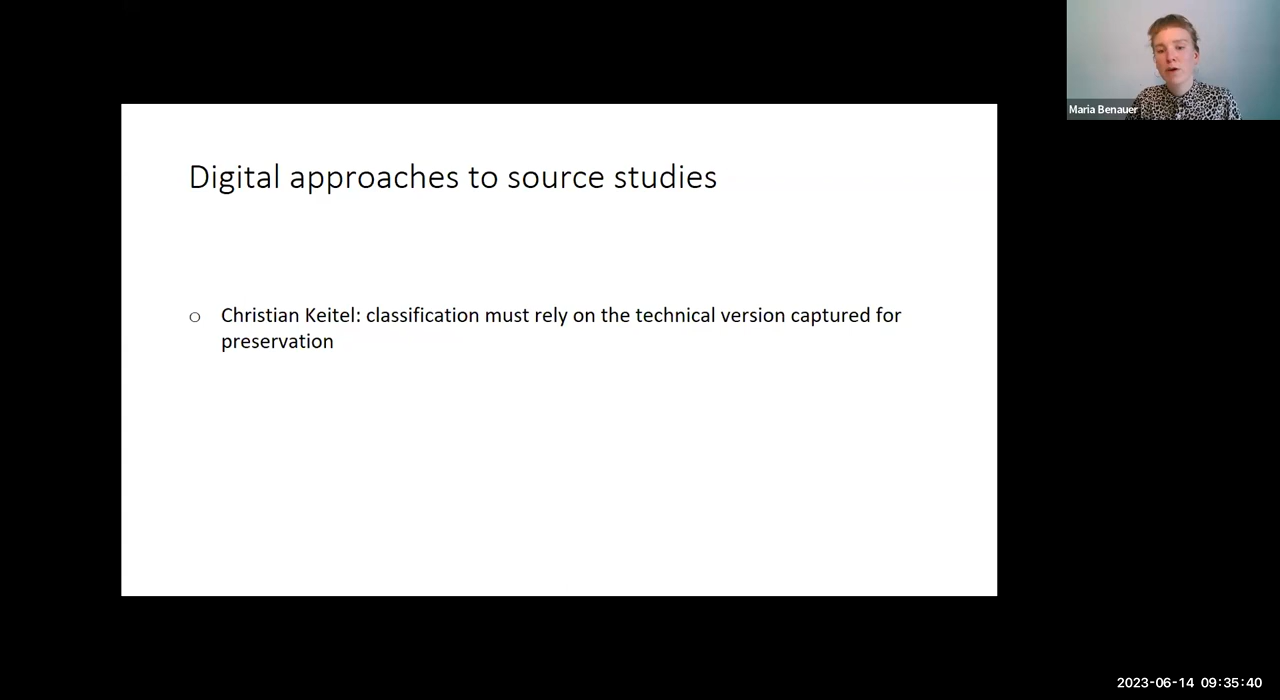 Maria Benauer
Digital approaches to source studies
○ Christian Keitel: classification must rely on the technical version captured for
preservation
2023-06-14 09:35:40